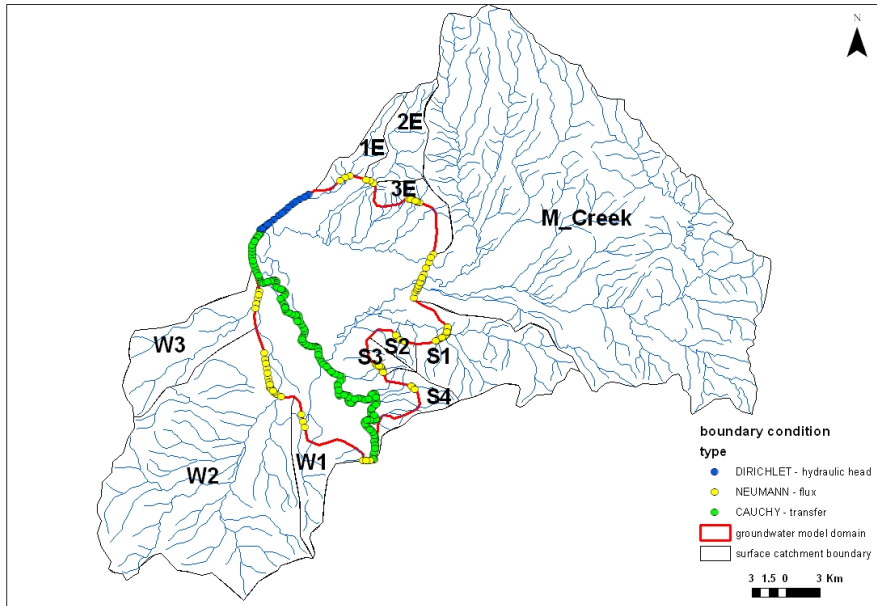 N
2E
1E
3E
M_Creek
W3
S2
S1
S3
S4
W1
W2
boundary condition
type
DIRICHLET - hydraulic head
NEUMANN - flux
CAUCHY - transfer
groundwater model domain
surface catchment boundary
3 1.5 0 3 Km